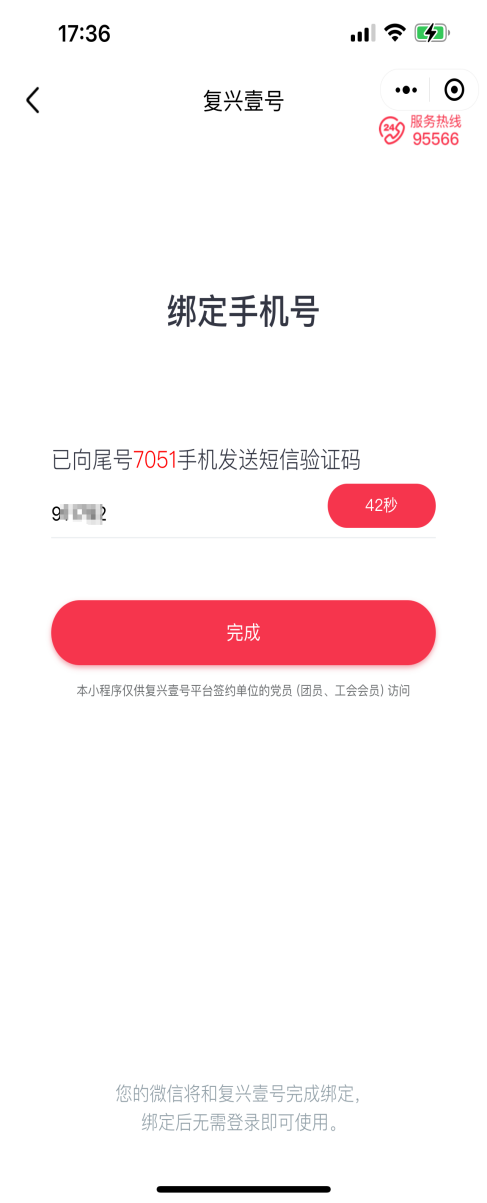 17:36
复兴壹号
24
服务热线
95566
绑定手机号
已向尾号7051手机发送短信验证码
42秒
完成
本小程序仅供复兴壹号平台签约单位的党员 (团员、工会会员) 访问
您的微信将和复兴壹号完成绑定，
绑定后无需登录即可使用。